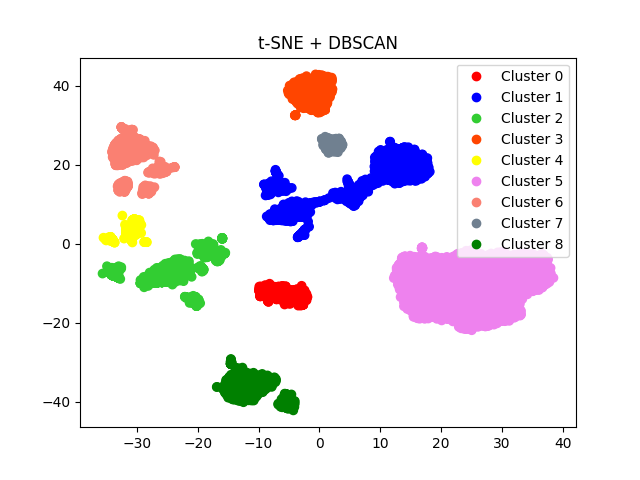 t-SNE + DBSCAN
Cluster 0
Cluster 1
Cluster 2
Cluster 3
Cluster 4
Cluster 5
Cluster 6
Cluster 7
Cluster 8
40
20
0
−20
−40
−30
−20
−10
0
10
20
30
40